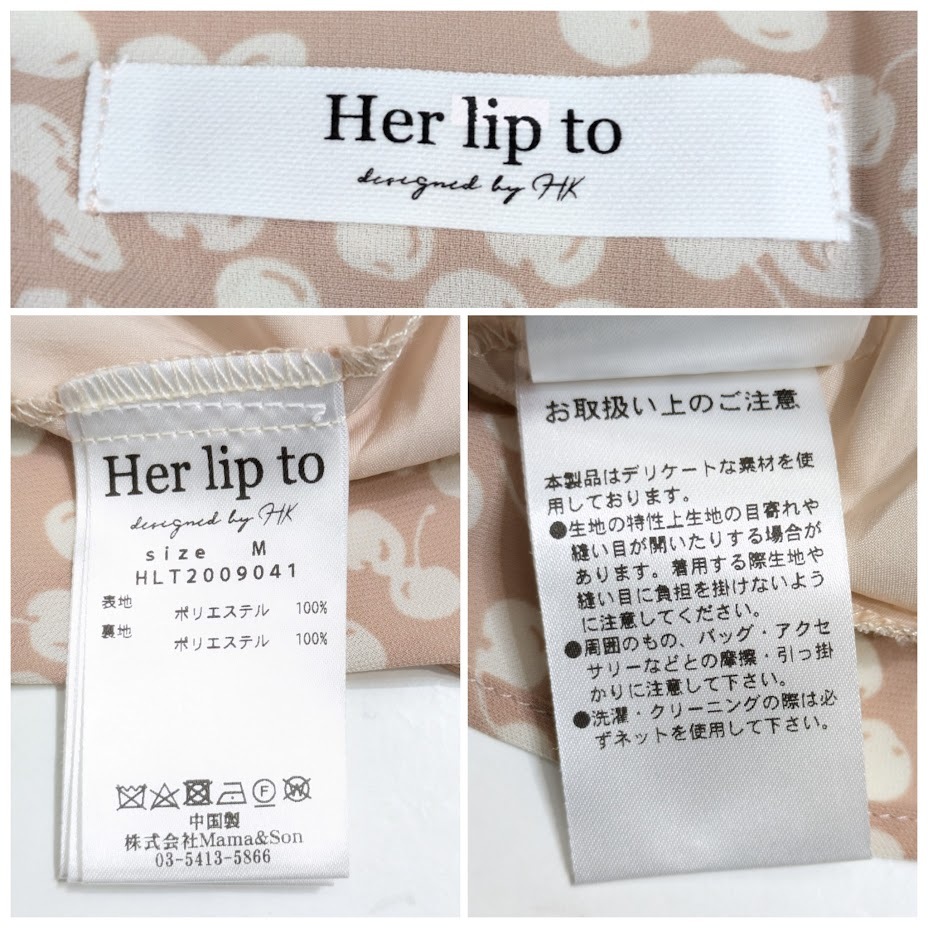 Her lip to
designed by HK
Her lip to
designed by HK
size M
HLT2009041
表地 ポリエステル 100%
裏地 ポリエステル 100%
中国製
株式会社Mama&Son
03-5413-5866
お取扱い上のご注意
本製品はデリケートな素材を使
用しております。
●生地の特性上生地の目寄れや
縫い目が開いたりする場合が
あります。着用する際生地や
縫い目に負担を掛けないよう
に注意してください。
●周囲のもの、バッグ・アクセ
サリーなどとの摩擦・引っ掛
かりに注意して下さい。
●洗濯・クリーニングの際は必
ずネットを使用して下さい。